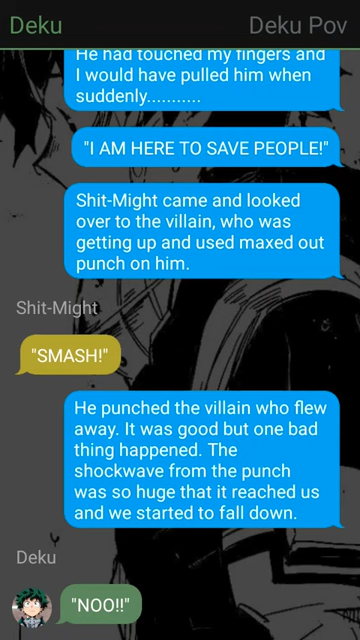 Deku Deku Pov
He had touched my fingers and
I would have pulled him when
suddenly...........
"I AM HERE TO SAVE PEOPLE!"
Shit-Might came and looked
over to the villain, who was
getting up and used maxed out
punch on him.
Shit-Might
"SMASH!"
He punched the villain who flew
away. It was good but one bad
thing happened. The
shockwave from the punch
was so huge that it reached us
and we started to fall down.
Deku
"NOO!!"